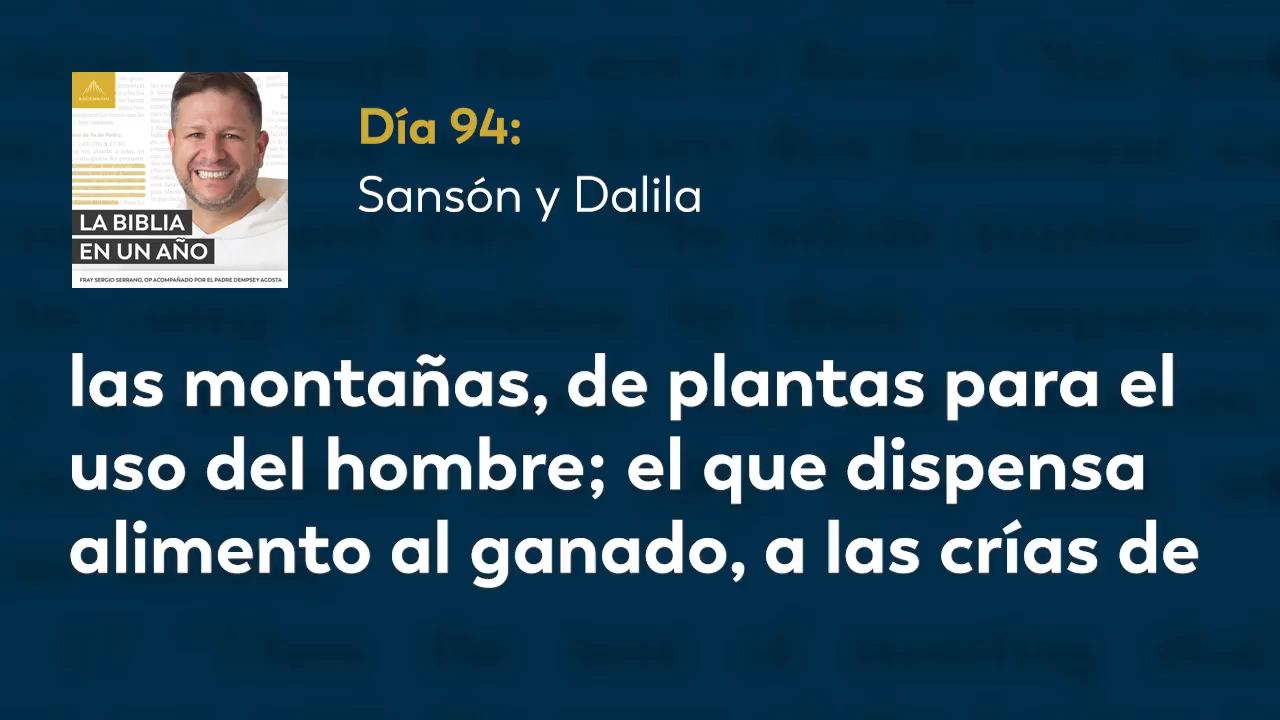 ASCENSION
LA BIBLIA
EN UN AÑO
FRAY SERGIO SERRANO, OP ACOMPAÑADO POR EL PADRE DEMPSEY ACOSTA
Día 94:
Sansón y Dalila
las montañas, de plantas para el
uso del hombre; el que dispensa
alimento al ganado, a las crías de